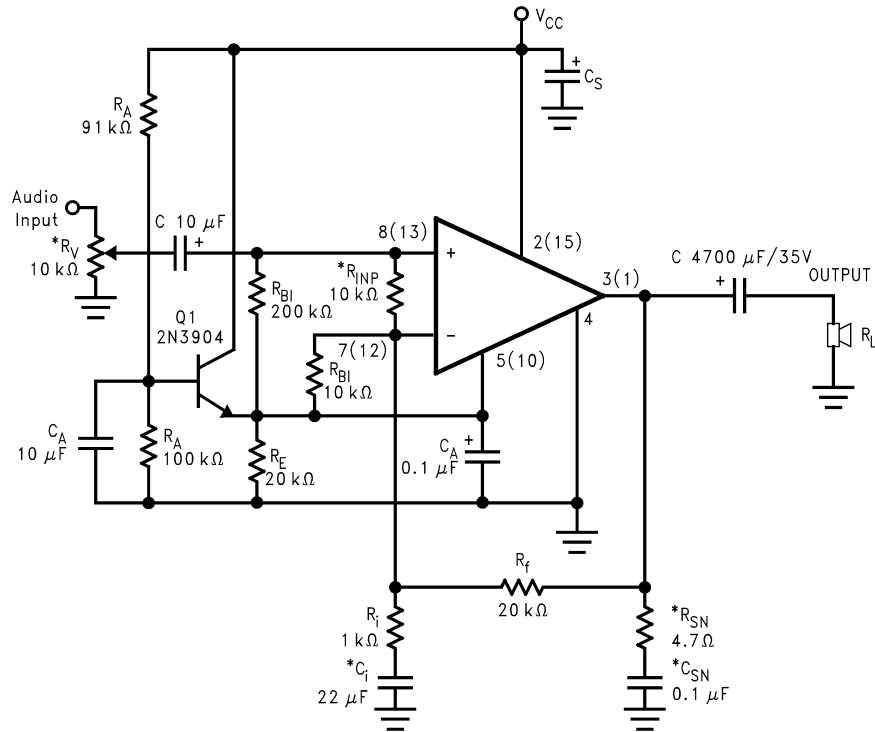 V_CC
+
C_S
R_A
91 kΩ
Audio
Input
*R_V
10 kΩ
C 10 µF
+
8(13)
+
2(15)
*R_INP
10 kΩ
R_BI
200 kΩ
3(1)
C 4700 µF/35V
+
OUTPUT
R_L
Q1
2N3904
7(12)
−
4
5(10)
R_BI
10 kΩ
C_A
10 µF
R_A
100 kΩ
R_E
20 kΩ
C_A
+
0.1 µF
R_f
20 kΩ
R_i
1 kΩ
*C_i
22 µF
*R_SN
4.7Ω
*C_SN
0.1 µF